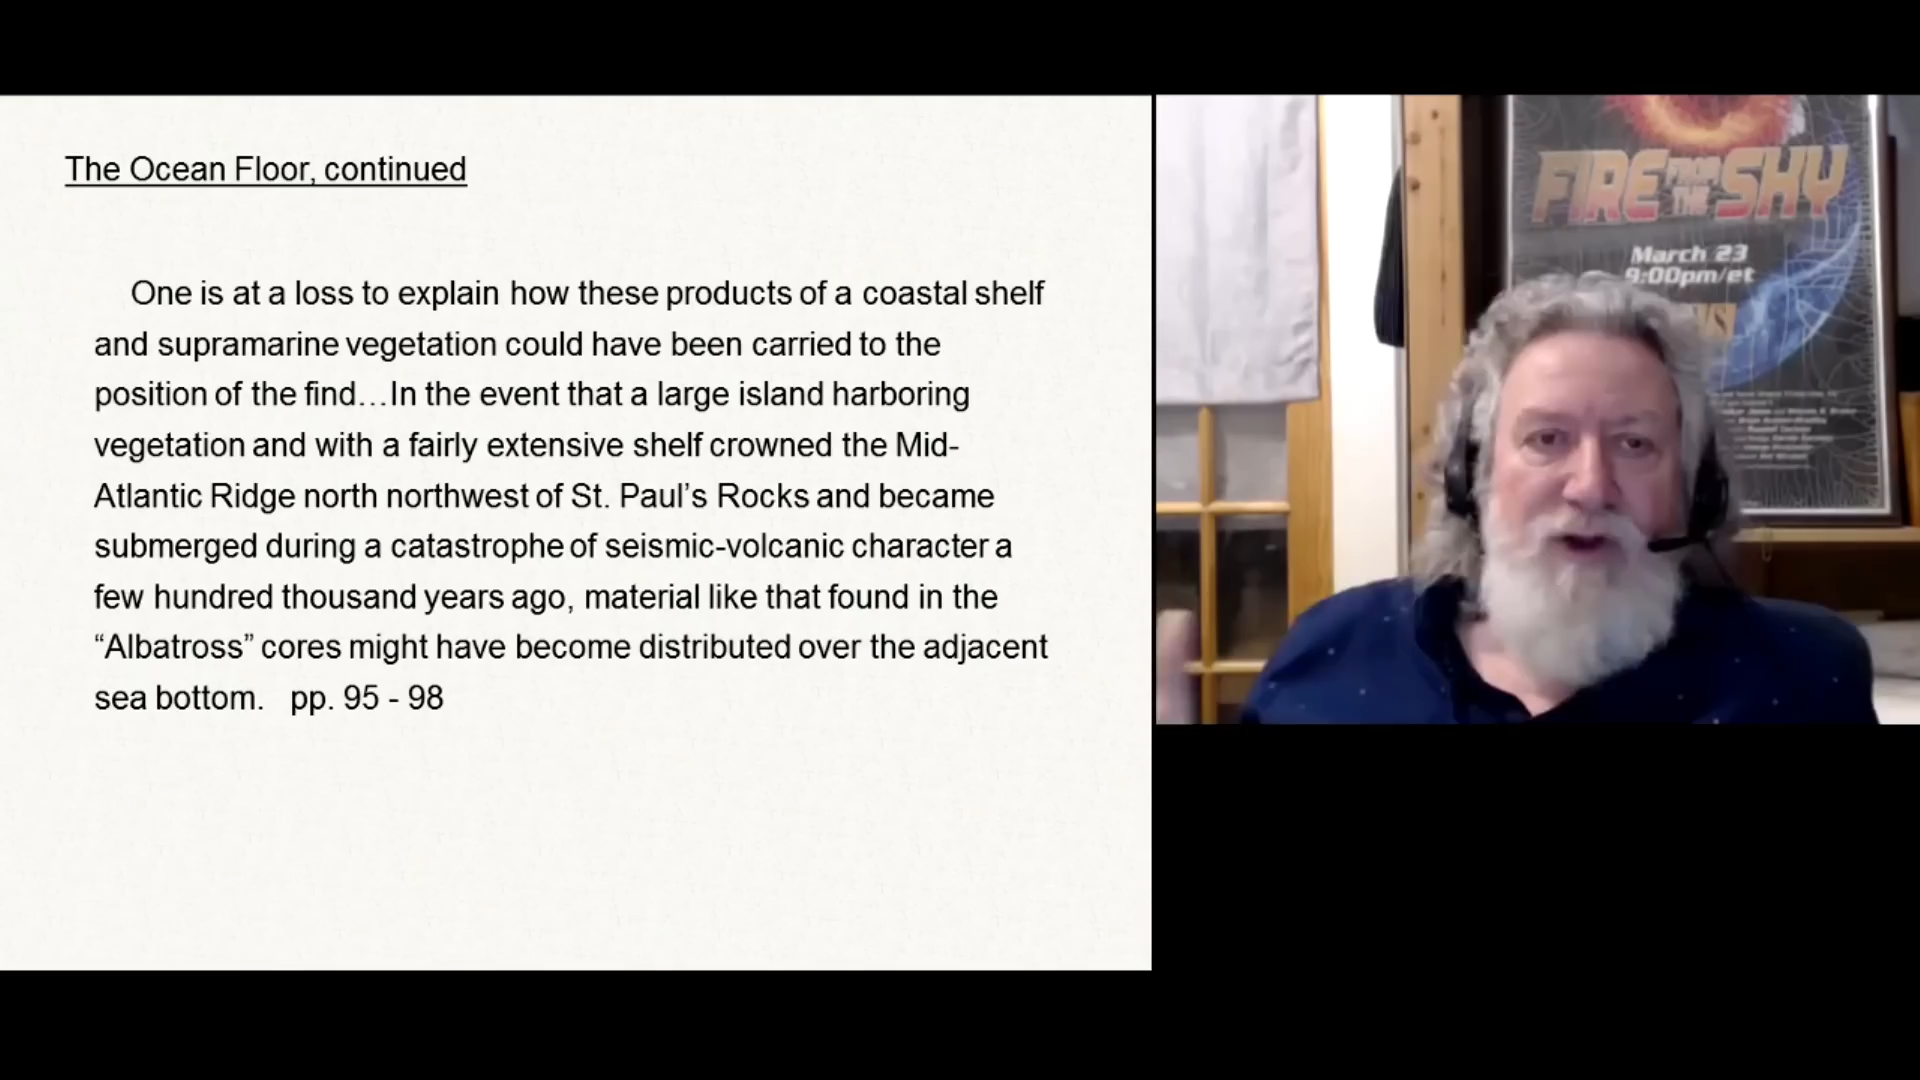 The Ocean Floor, continued
One is at a loss to explain how these products of a coastal shelf
and supramarine vegetation could have been carried to the
position of the find…In the event that a large island harboring
vegetation and with a fairly extensive shelf crowned the Mid-
Atlantic Ridge north northwest of St. Paul’s Rocks and became
submerged during a catastrophe of seismic-volcanic character a
few hundred thousand years ago, material like that found in the
“Albatross” cores might have become distributed over the adjacent
sea bottom. pp. 95 - 98
FIRE FROM THE SKY
March 23
9:00pm/et